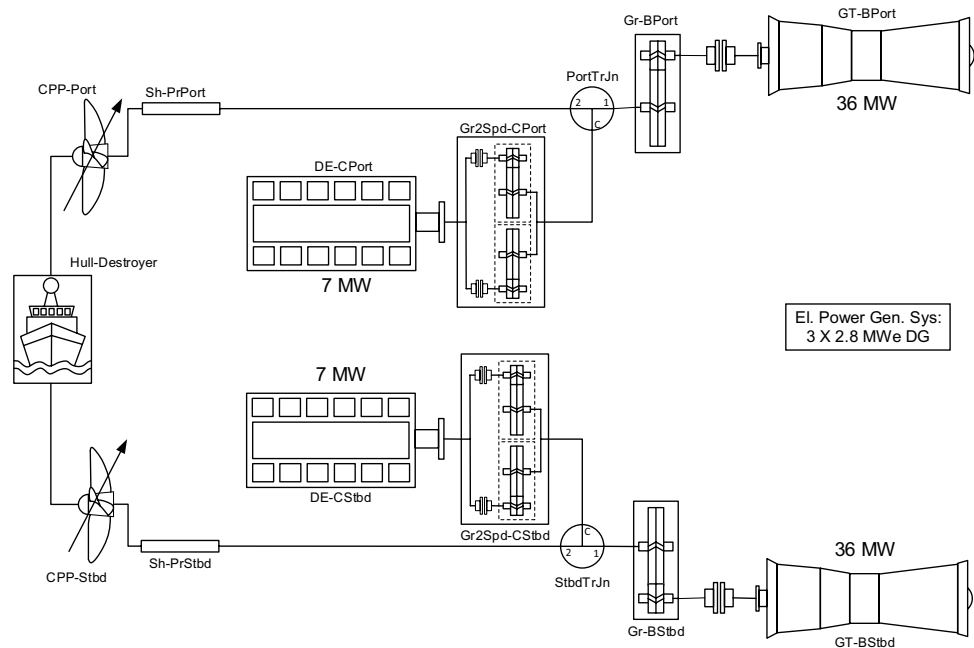 GT-BPort
Gr-BPort
PortTrJn
CPP-Port
Sh-PrPort
2 1
C
36 MW
Gr2Spd-CPort
DE-CPort
7 MW
Hull-Destroyer
El. Power Gen. Sys:
3 X 2.8 MWe DG
7 MW
DE-CStbd
Gr2Spd-CStbd
C
2 1
StbdTrJn
36 MW
CPP-Stbd
Sh-PrStbd
Gr-BStbd
GT-BStbd